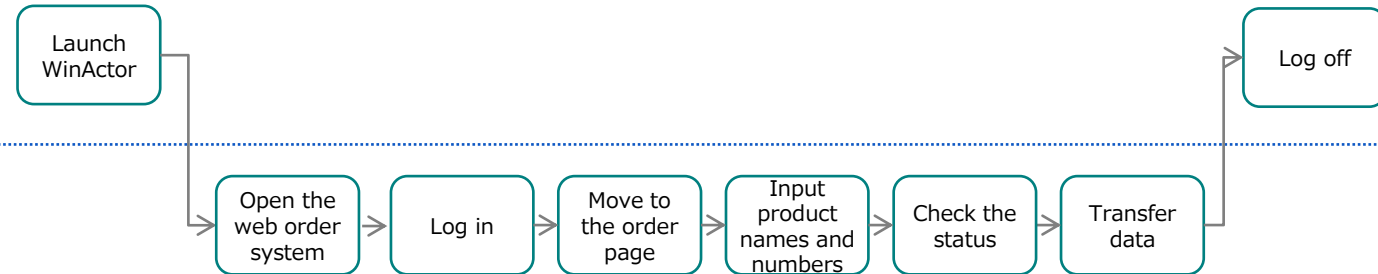 Launch
WinActor
Log off
Open the
web order
system
Log in
Move to
the order
page
Input
product
names and
numbers
Check the
status
Transfer
data